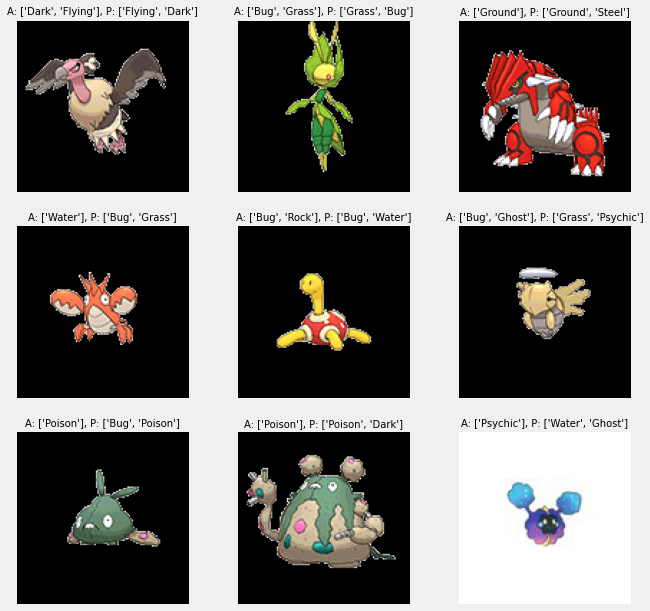 A: ['Dark', 'Flying'], P: ['Flying', 'Dark']
A: ['Bug', 'Grass'], P: ['Grass', 'Bug']
A: ['Ground'], P: ['Ground', 'Steel']
A: ['Water'], P: ['Bug', 'Grass']
A: ['Bug', 'Rock'], P: ['Bug', 'Water']
A: ['Bug', 'Ghost'], P: ['Grass', 'Psychic']
A: ['Poison'], P: ['Bug', 'Poison']
A: ['Poison'], P: ['Poison', 'Dark']
A: ['Psychic'], P: ['Water', 'Ghost']